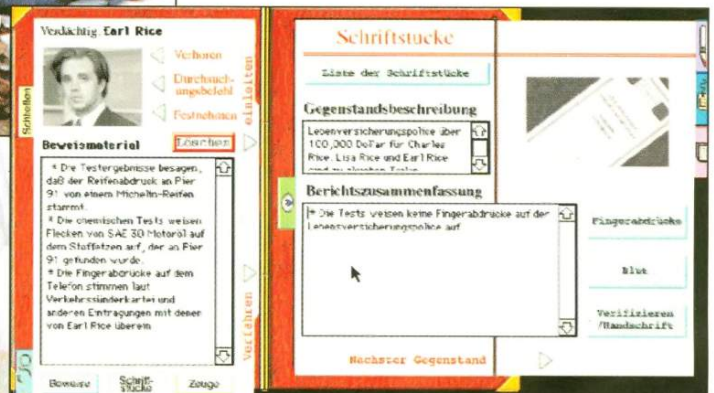 Verdächtig: Earl Rice
Verhören
Durchsuch-
ungsbefehl
Festnehmen
einleiten
Schließen
Beweismaterial
Löschen
* Die Testergebnisse besagen,
daß der Reifenabdruck an Pier
91 von einem Michelin-Reifen
stammt.
* Die chemischen Tests weisen
Flecken von SAE 30 Motoröl auf
dem Stoffetzen auf, der an Pier
91 gefunden wurde.
* Die Fingerabdrücke auf dem
Telefon stimmen laut
Verkehrssünderkartei und
anderen Eintragungen mit denen
von Earl Rice überein
Verfahren
Beweise
Schrift-
stücke
Zeuge
Schriftstücke
Liste der Schriftstücke
Gegenstandsbeschreibung
Lebensversicherungspolice über
100,000 Dollar für Charles
Rice. Lisa Rice und Earl Rice
Berichtszusammenfassung
* Die Tests weisen keine Fingerabdrücke auf der
Lebensversicherungspolice auf
Nächster Gegenstand
Fingerabdrücke
Blut
Verifizieren
/Handschrift